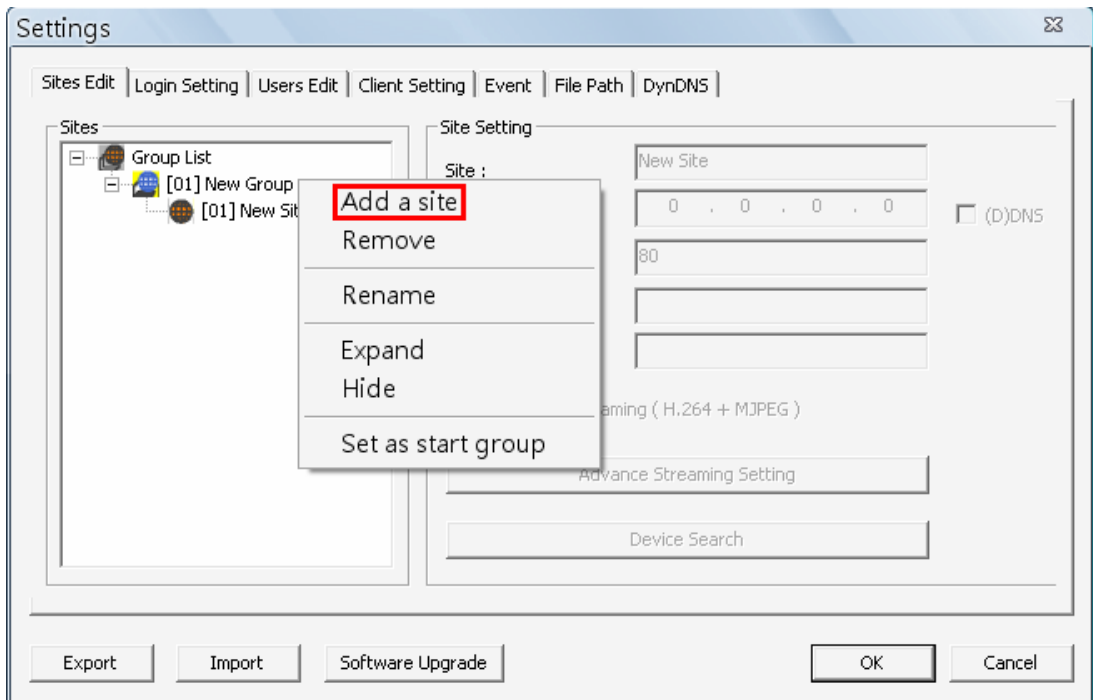 Settings
Sites Edit Login Setting Users Edit Client Setting Event File Path DynDNS
Sites
Group List
[01] New Group
[01] New Sit
Add a site
Remove
Rename
Expand
Hide
Set as start group
Site Setting
Site :
New Site
0 . 0 . 0 . 0
(D)DNS
80
aming ( H.264 + MJPEG )
Advance Streaming Setting
Device Search
Export Import Software Upgrade OK Cancel